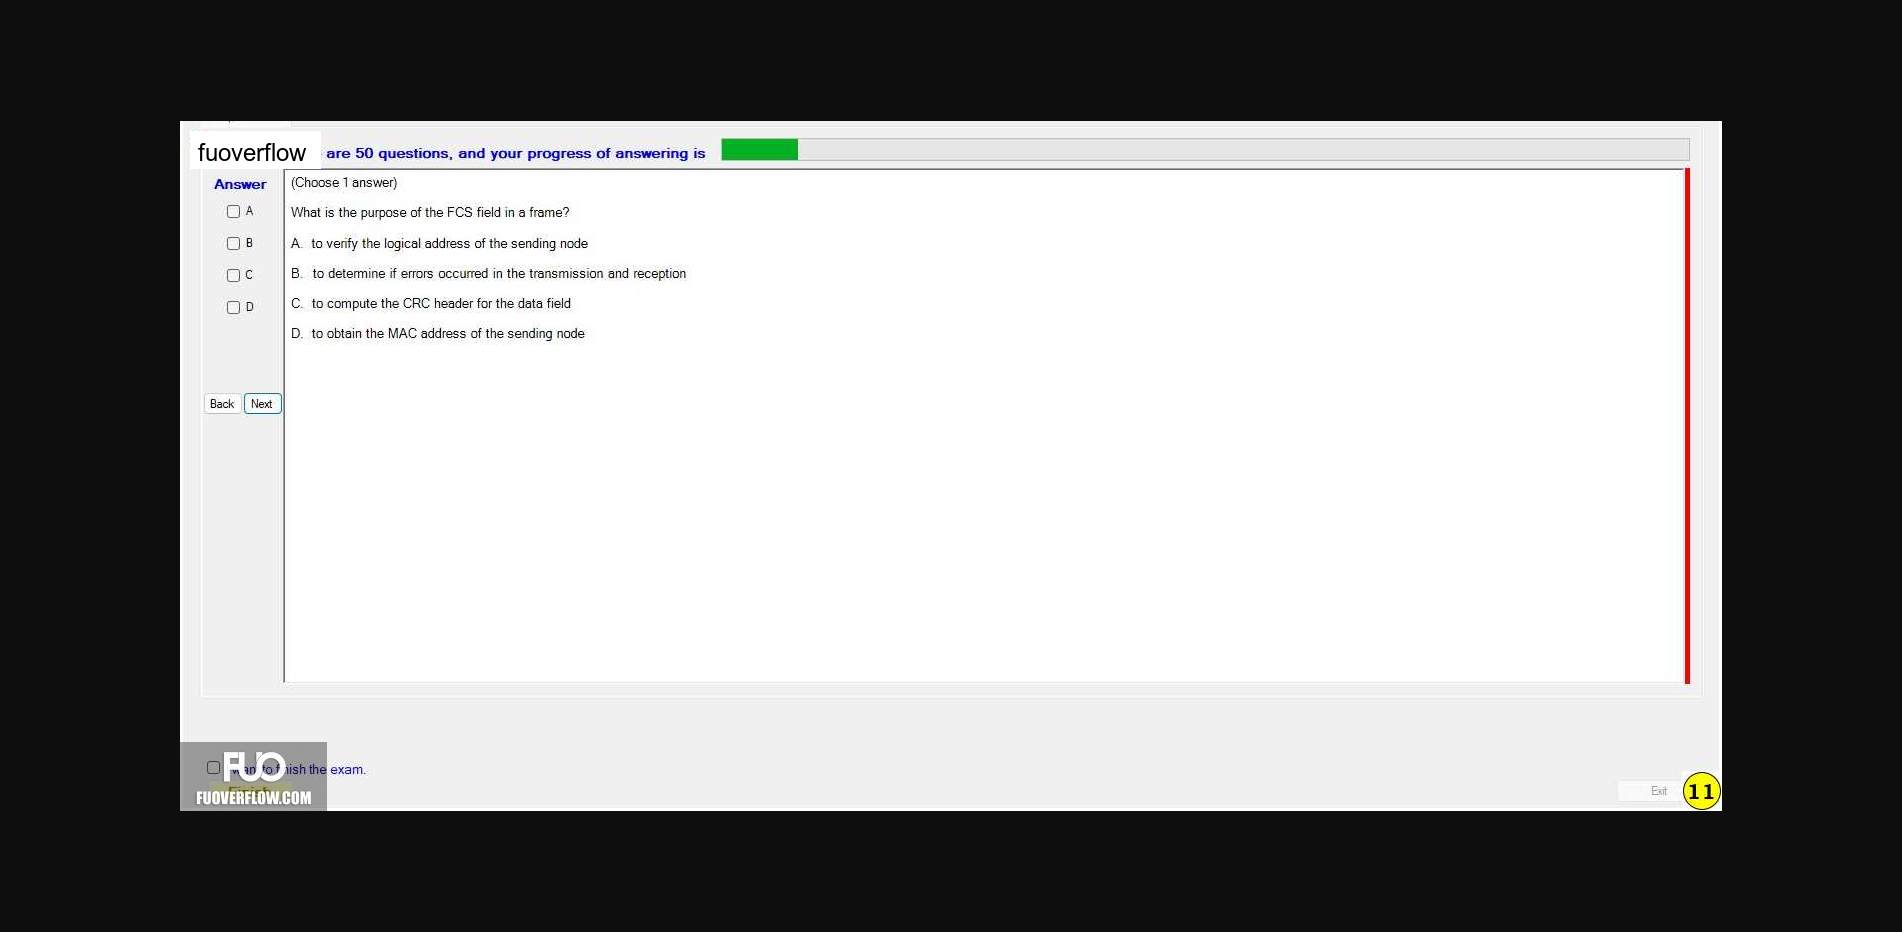 fuoverflow are 50 questions, and your progress of answering is
Answer
(Choose 1 answer)
A
What is the purpose of the FCS field in a frame?
B
A. to verify the logical address of the sending node
C
B. to determine if errors occurred in the transmission and reception
D
C. to compute the CRC header for the data field
D. to obtain the MAC address of the sending node
Back Next
FUO
want to finish the exam.
Finish
FUOVERFLOW.COM
Exit
11